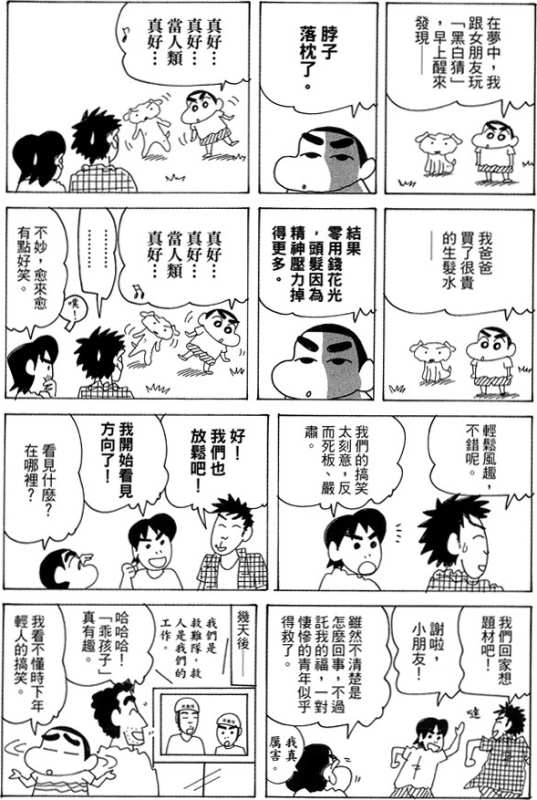 在夢中，我
跟女朋友玩
「黑白猜」
，早上醒來
發現——
脖子
落枕了。
真好…
真好…
當人類
真好…
我爸爸
買了很貴
的生髮水
——
結果
零用錢花光
，頭髮因為
精神壓力掉
得更多。
真好…
真好…
當人類
真好…
………
………
噗！
不妙，愈來愈
有點好笑。
輕鬆風趣，
不錯呢。
我們的搞笑
太刻意，反
而死板、嚴
肅。
好！
我們也
放鬆吧！
我開始看見
方向了！
看見什麼？
在哪裡？
我們回家想
題材吧！
謝啦，
小朋友！
噠
雖然不清楚是
怎麼回事，不過
託我的福，一對
悽慘的青年似乎
得救了。
我真
厲害。
幾天後——
我們是
救難隊，救
人是我們的
工作。
哈哈哈！
「乖孩子」
真有趣。
我看不懂時下年
輕人的搞笑。